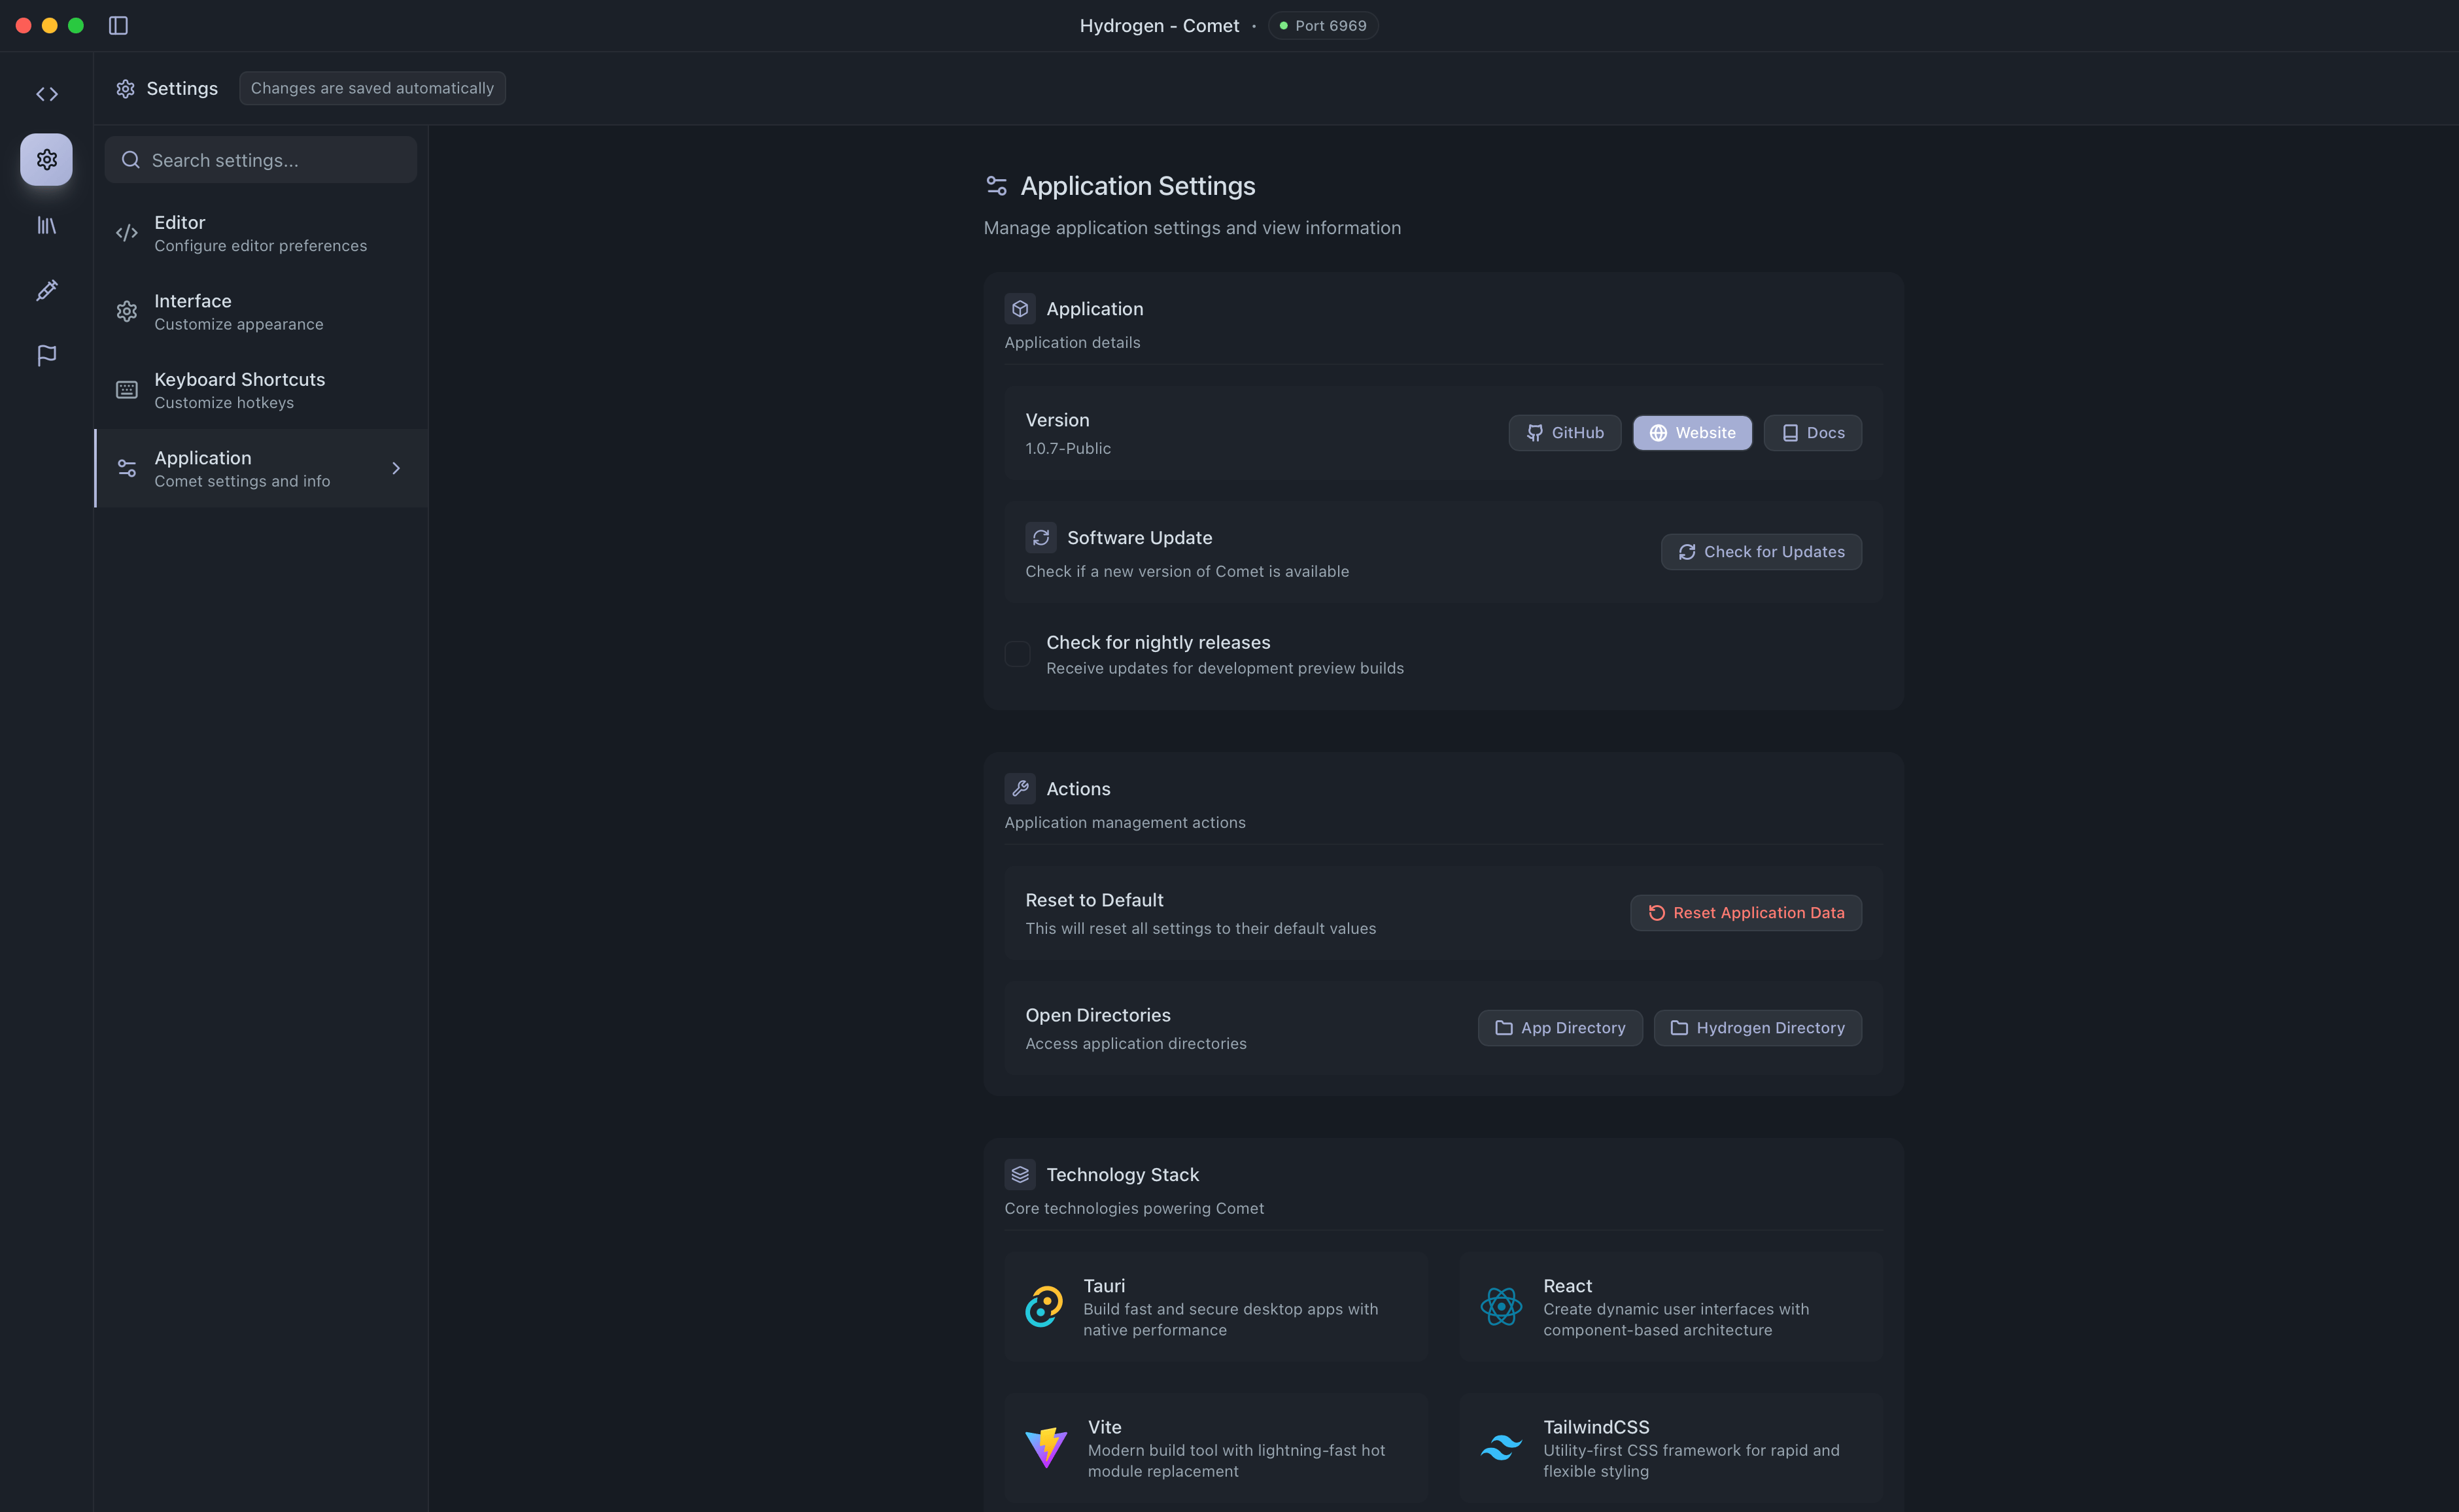 Hydrogen - Comet · Port 6969
Settings
Changes are saved automatically
Search settings...
Editor
Configure editor preferences
Interface
Customize appearance
Keyboard Shortcuts
Customize hotkeys
Application
Comet settings and info
Application Settings
Manage application settings and view information
Application
Application details
Version
1.0.7-Public
GitHub
Website
Docs
Software Update
Check if a new version of Comet is available
Check for Updates
Check for nightly releases
Receive updates for development preview builds
Actions
Application management actions
Reset to Default
This will reset all settings to their default values
Reset Application Data
Open Directories
Access application directories
App Directory
Hydrogen Directory
Technology Stack
Core technologies powering Comet
Tauri
Build fast and secure desktop apps with
native performance
React
Create dynamic user interfaces with
component-based architecture
Vite
Modern build tool with lightning-fast hot
module replacement
TailwindCSS
Utility-first CSS framework for rapid and
flexible styling